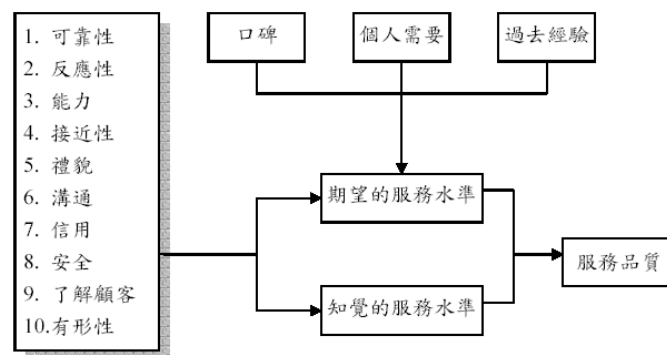 1. 可靠性
2. 反應性
3. 能力
4. 接近性
5. 禮貌
6. 溝通
7. 信用
8. 安全
9. 了解顧客
10.有形性
口碑
個人需要
過去經驗
期望的服務水準
知覺的服務水準
服務品質